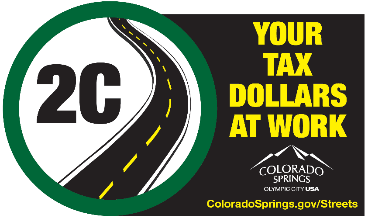 2C
YOUR
TAX
DOLLARS
AT WORK
COLORADO
SPRINGS
OLYMPIC CITY USA
ColoradoSprings.gov/Streets